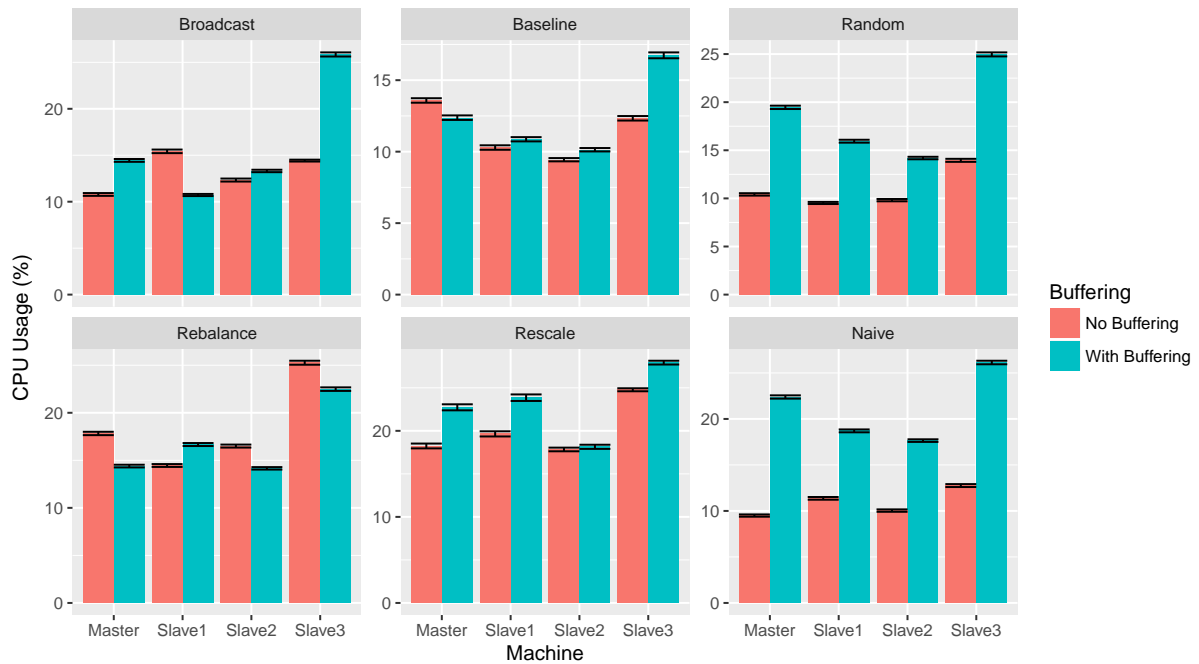 Broadcast
Baseline
Random
20
10
0
15
10
5
0
25
20
15
10
5
0
CPU Usage (%)
Rebalance
Rescale
Naive
20
10
0
20
10
0
20
10
0
Master Slave1 Slave2 Slave3
Master Slave1 Slave2 Slave3
Master Slave1 Slave2 Slave3
Machine
Buffering
No Buffering
With Buffering